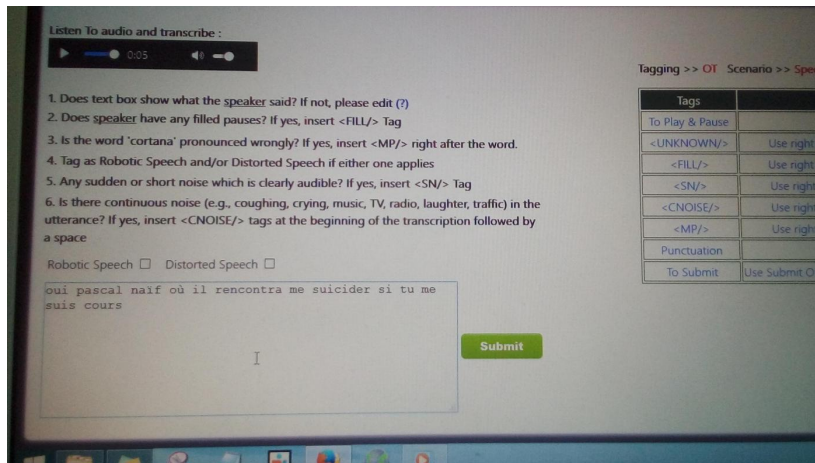 Listen To audio and transcribe :
0:05
1. Does text box show what the speaker said? If not, please edit (?)
2. Does speaker have any filled pauses? If yes, insert <FILL/> Tag
3. Is the word 'cortana' pronounced wrongly? If yes, insert <MP/> right after the word.
4. Tag as Robotic Speech and/or Distorted Speech if either one applies
5. Any sudden or short noise which is clearly audible? If yes, insert <SN/> Tag
6. Is there continuous noise (e.g., coughing, crying, music, TV, radio, laughter, traffic) in the
utterance? If yes, insert <CNOISE/> tags at the beginning of the transcription followed by
a space
Robotic Speech Distorted Speech
oui pascal naïf où il rencontra me suicider si tu me
suis cours
Submit
Tagging >> OT Scenario >> Spe
Tags
To Play & Pause
<UNKNOWN/> Use right
<FILL/> Use right
<SN/> Use right
<CNOISE/> Use right
<MP/> Use righ
Punctuation
To Submit Use Submit O